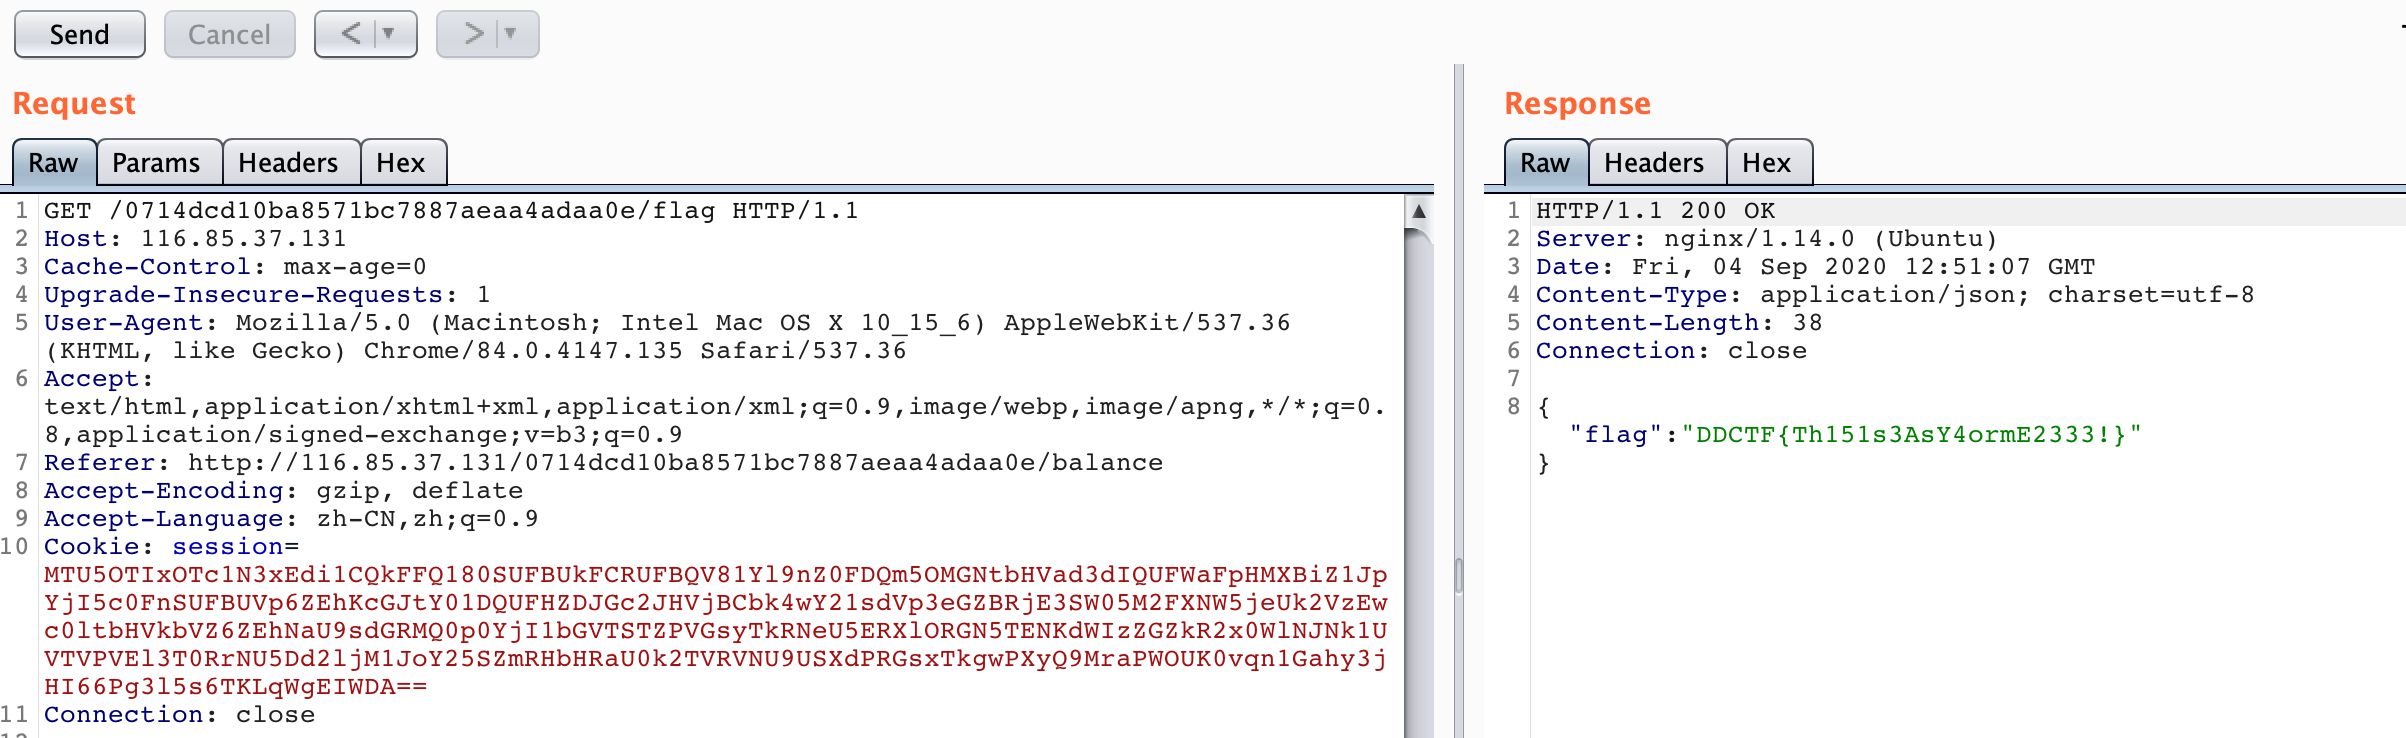 Send Cancel < ▼ > ▼
Request
Raw Params Headers Hex
1 GET /0714dcd10ba8571bc7887aeaa4adaa0e/flag HTTP/1.1
2 Host: 116.85.37.131
3 Cache-Control: max-age=0
4 Upgrade-Insecure-Requests: 1
5 User-Agent: Mozilla/5.0 (Macintosh; Intel Mac OS X 10_15_6) AppleWebKit/537.36
(KHTML, like Gecko) Chrome/84.0.4147.135 Safari/537.36
6 Accept:
text/html,application/xhtml+xml,application/xml;q=0.9,image/webp,image/apng,*/*;q=0.
8,application/signed-exchange;v=b3;q=0.9
7 Referer: http://116.85.37.131/0714dcd10ba8571bc7887aeaa4adaa0e/balance
8 Accept-Encoding: gzip, deflate
9 Accept-Language: zh-CN,zh;q=0.9
10 Cookie: session=
MTU5OTIxOTc1N3xEdi1CQkFFQ180SUFBUkFCRUFBQV81Yl9nZ0FDQm5OMGNtbHVad3dIQUFWaFpHMXBiZ1Jp
YjI5c0FnSUFBUVp6ZEhKcGJtY01DQUFHZDJGc2JHVjBCbk4wY21sdVp3eGZBRjE3SW05M2FXNW5jeUk2VzEw
c0ltbHVkbVZ6ZEhNaU9sdGRMQ0p0YjI1bGVTSTZPVGsyTkRNeU5ERXlORGN5TENKdWIzZGZkR2x0WlNJNk1U
VTVPVEl3T0RrNU5Dd2ljM1JoY25SZmRHbHRaU0k2TVRVNU9USXdPRGsxTkgwPXyQ9MraPWOUK0vqn1Gahy3j
HI66Pg3l5s6TKLqWgEIWDA==
11 Connection: close
Response
Raw Headers Hex
1 HTTP/1.1 200 OK
2 Server: nginx/1.14.0 (Ubuntu)
3 Date: Fri, 04 Sep 2020 12:51:07 GMT
4 Content-Type: application/json; charset=utf-8
5 Content-Length: 38
6 Connection: close
7
8 {
"flag":"DDCTF{Th151s3AsY4ormE2333!}"
}